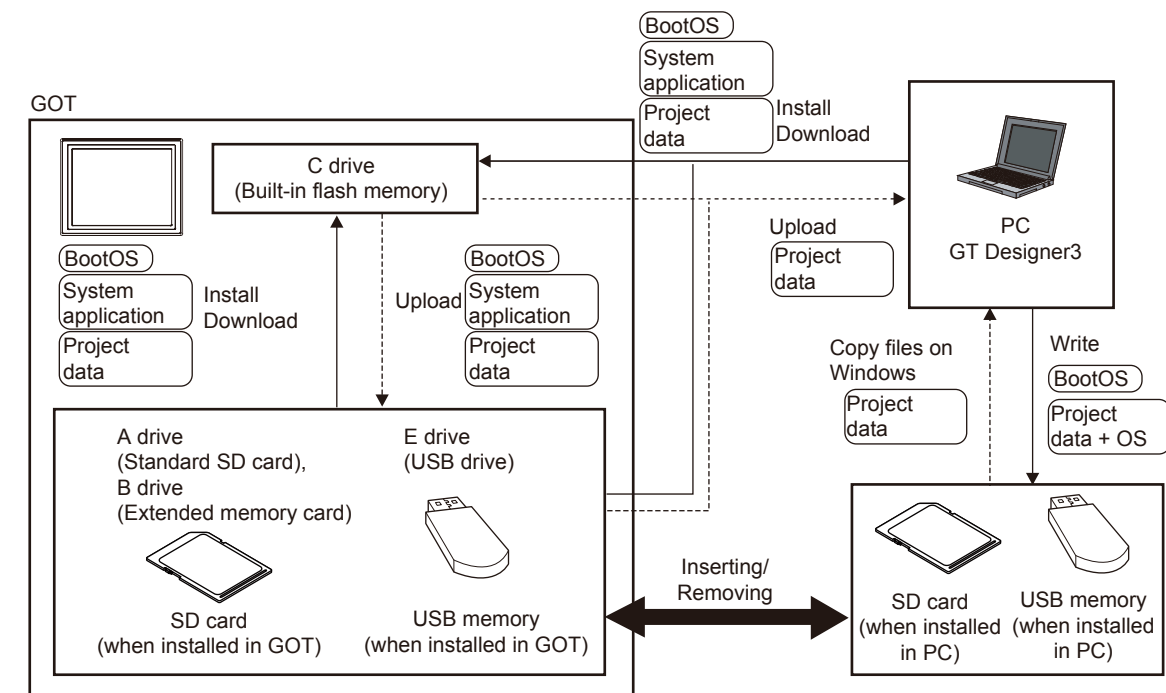 BootOS
System
application
Project
data
Install
Download
GOT
C drive
(Built-in flash memory)
PC
GT Designer3
Upload
Project
data
BootOS
System
application
Project
data
Install
Download
Upload
BootOS
System
application
Project
data
Copy files on
Windows
Project
data
Write
BootOS
Project
data + OS
A drive
(Standard SD card),
B drive
(Extended memory card)
E drive
(USB drive)
SD card
(when installed in GOT)
USB memory
(when installed in GOT)
Inserting/
Removing
SD card
(when installed
in PC)
USB memory
(when installed
in PC)